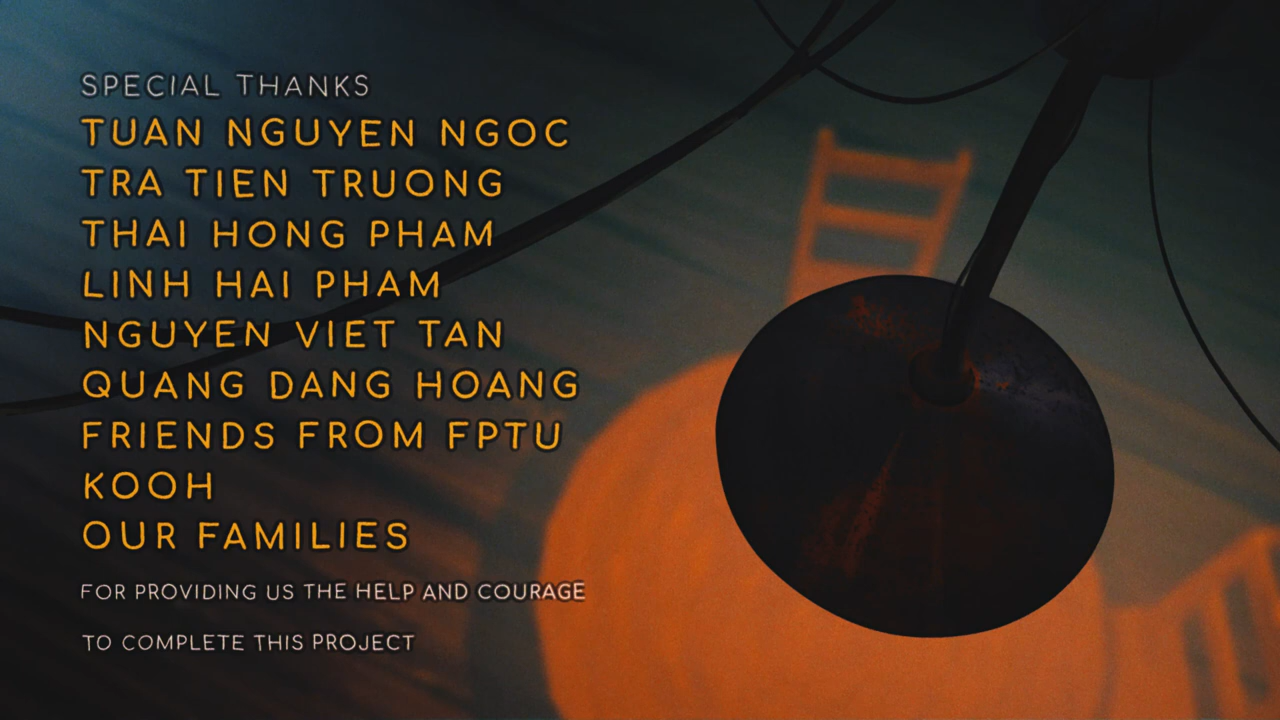 SPECIAL THANKS
TUAN NGUYEN NGOC
TRA TIEN TRUONG
THAI HONG PHAM
LINH HAI PHAM
NGUYEN VIET TAN
QUANG DANG HOANG
FRIENDS FROM FPTU
KOOH
OUR FAMILIES
FOR PROVIDING US THE HELP AND COURAGE
TO COMPLETE THIS PROJECT